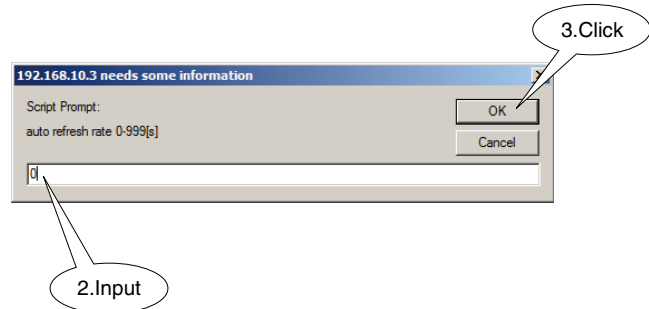 3.Click
192.168.10.3 needs some information
Script Prompt:
OK
auto refresh rate 0-999[s]
Cancel
0
2.Input